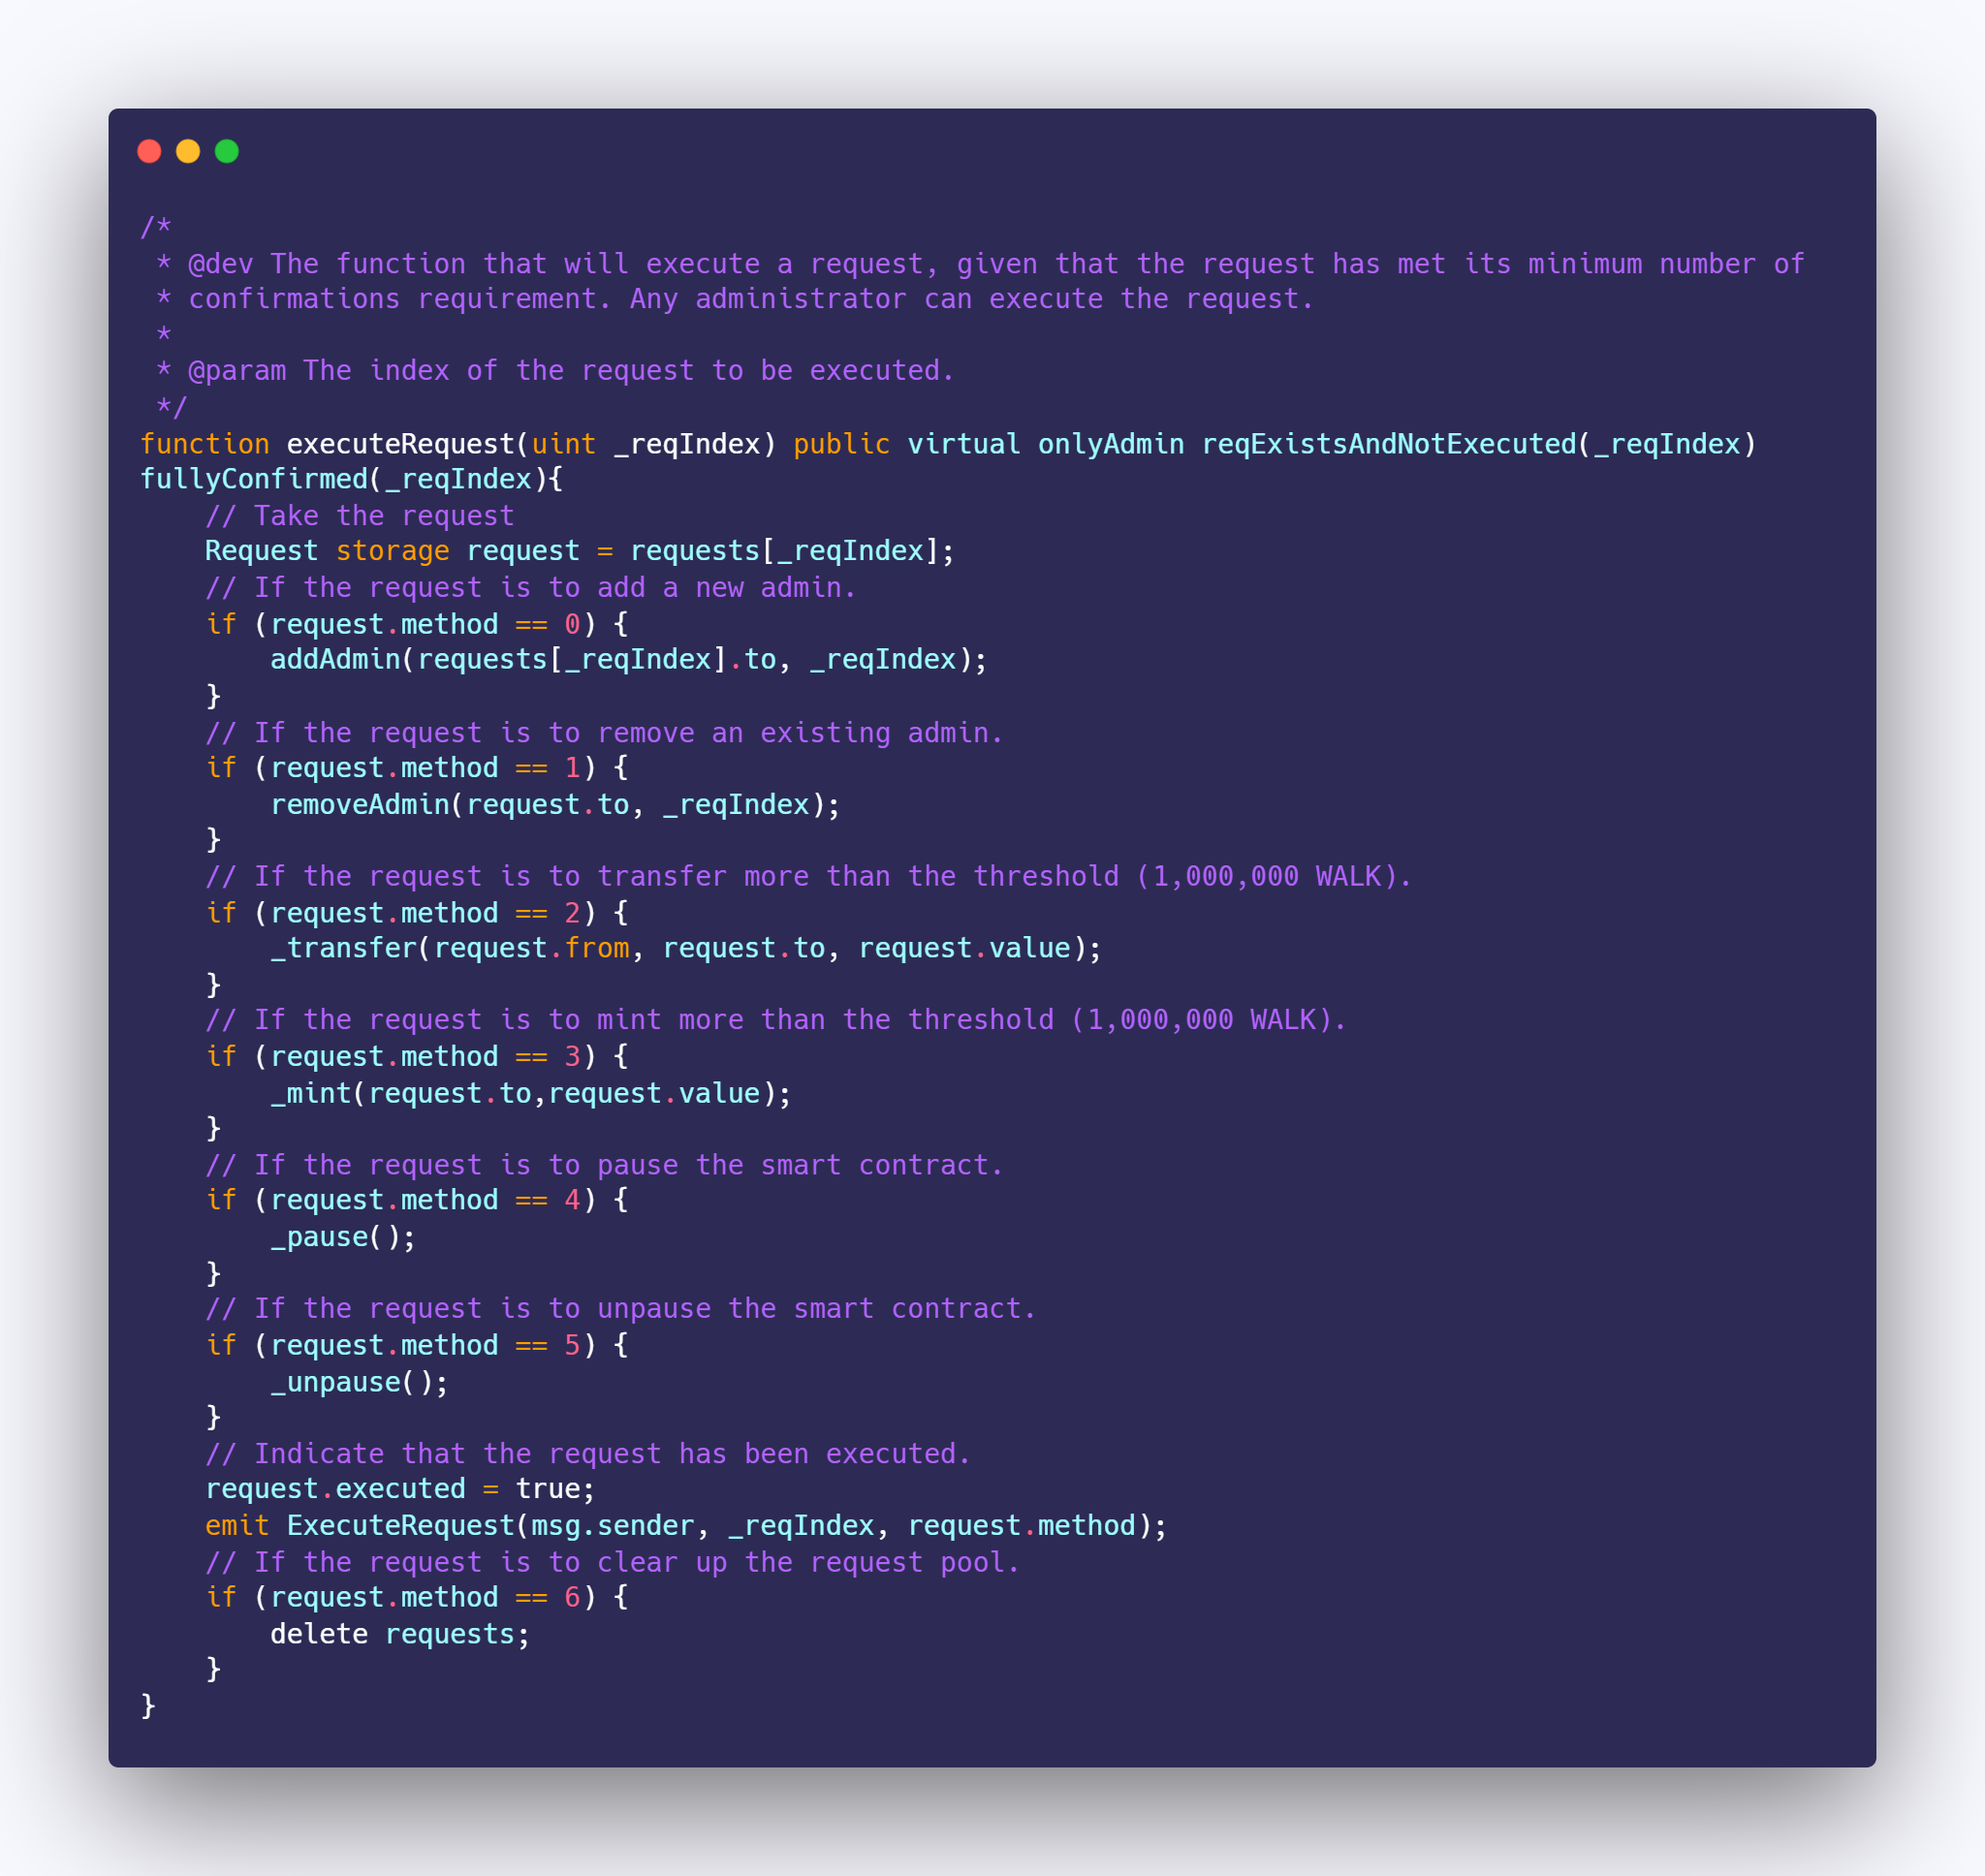 /*
 * @dev The function that will execute a request, given that the request has met its minimum number of
 * confirmations requirement. Any administrator can execute the request.
 *
 * @param The index of the request to be executed.
 */
function executeRequest(uint _reqIndex) public virtual onlyAdmin reqExistsAndNotExecuted(_reqIndex)
fullyConfirmed(_reqIndex){
    // Take the request
    Request storage request = requests[_reqIndex];
    // If the request is to add a new admin.
    if (request.method == 0) {
        addAdmin(requests[_reqIndex].to, _reqIndex);
    }
    // If the request is to remove an existing admin.
    if (request.method == 1) {
        removeAdmin(request.to, _reqIndex);
    }
    // If the request is to transfer more than the threshold (1,000,000 WALK).
    if (request.method == 2) {
        _transfer(request.from, request.to, request.value);
    }
    // If the request is to mint more than the threshold (1,000,000 WALK).
    if (request.method == 3) {
        _mint(request.to,request.value);
    }
    // If the request is to pause the smart contract.
    if (request.method == 4) {
        _pause();
    }
    // If the request is to unpause the smart contract.
    if (request.method == 5) {
        _unpause();
    }
    // Indicate that the request has been executed.
    request.executed = true;
    emit ExecuteRequest(msg.sender, _reqIndex, request.method);
    // If the request is to clear up the request pool.
    if (request.method == 6) {
        delete requests;
    }
}